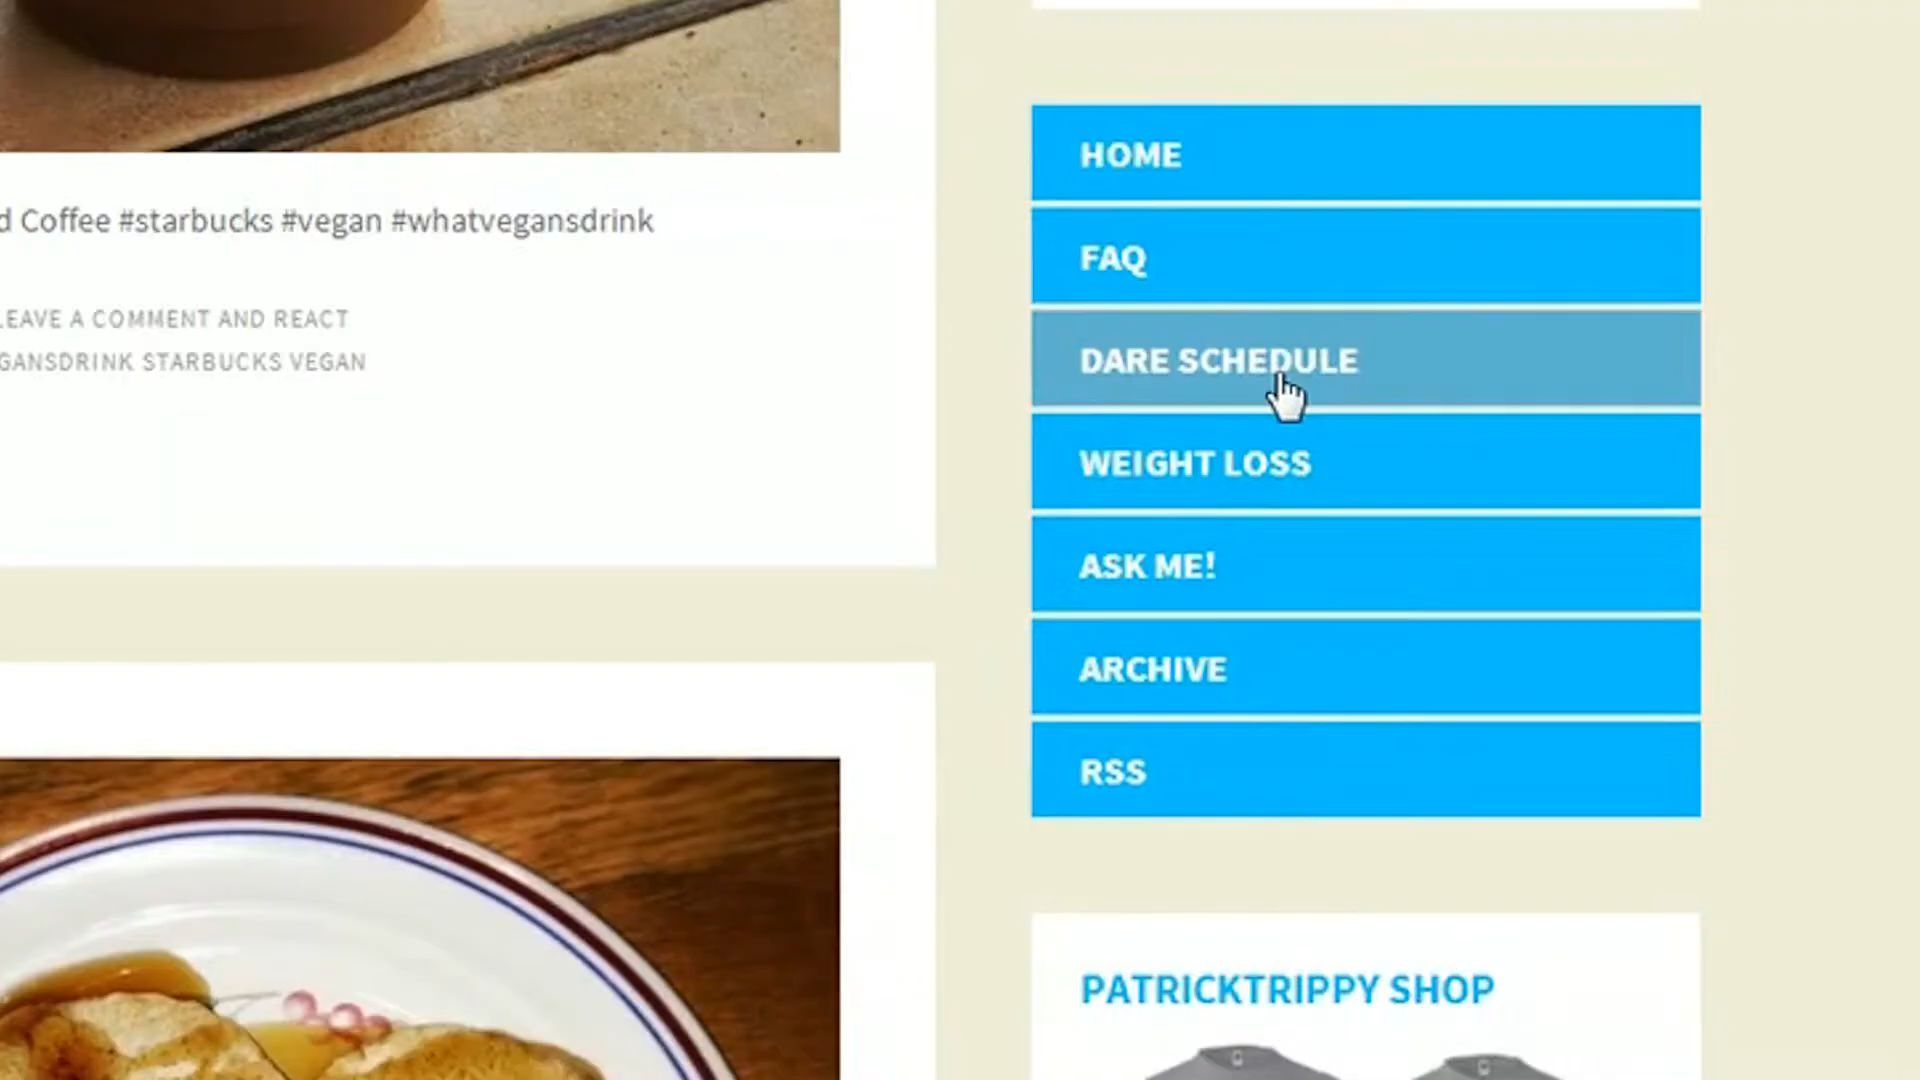 d Coffee #starbucks #vegan #whatvegansdrink
LEAVE A COMMENT AND REACT
GANSDRINK STARBUCKS VEGAN
HOME
FAQ
DARE SCHEDULE
WEIGHT LOSS
ASK ME!
ARCHIVE
RSS
PATRICKTRIPPY SHOP